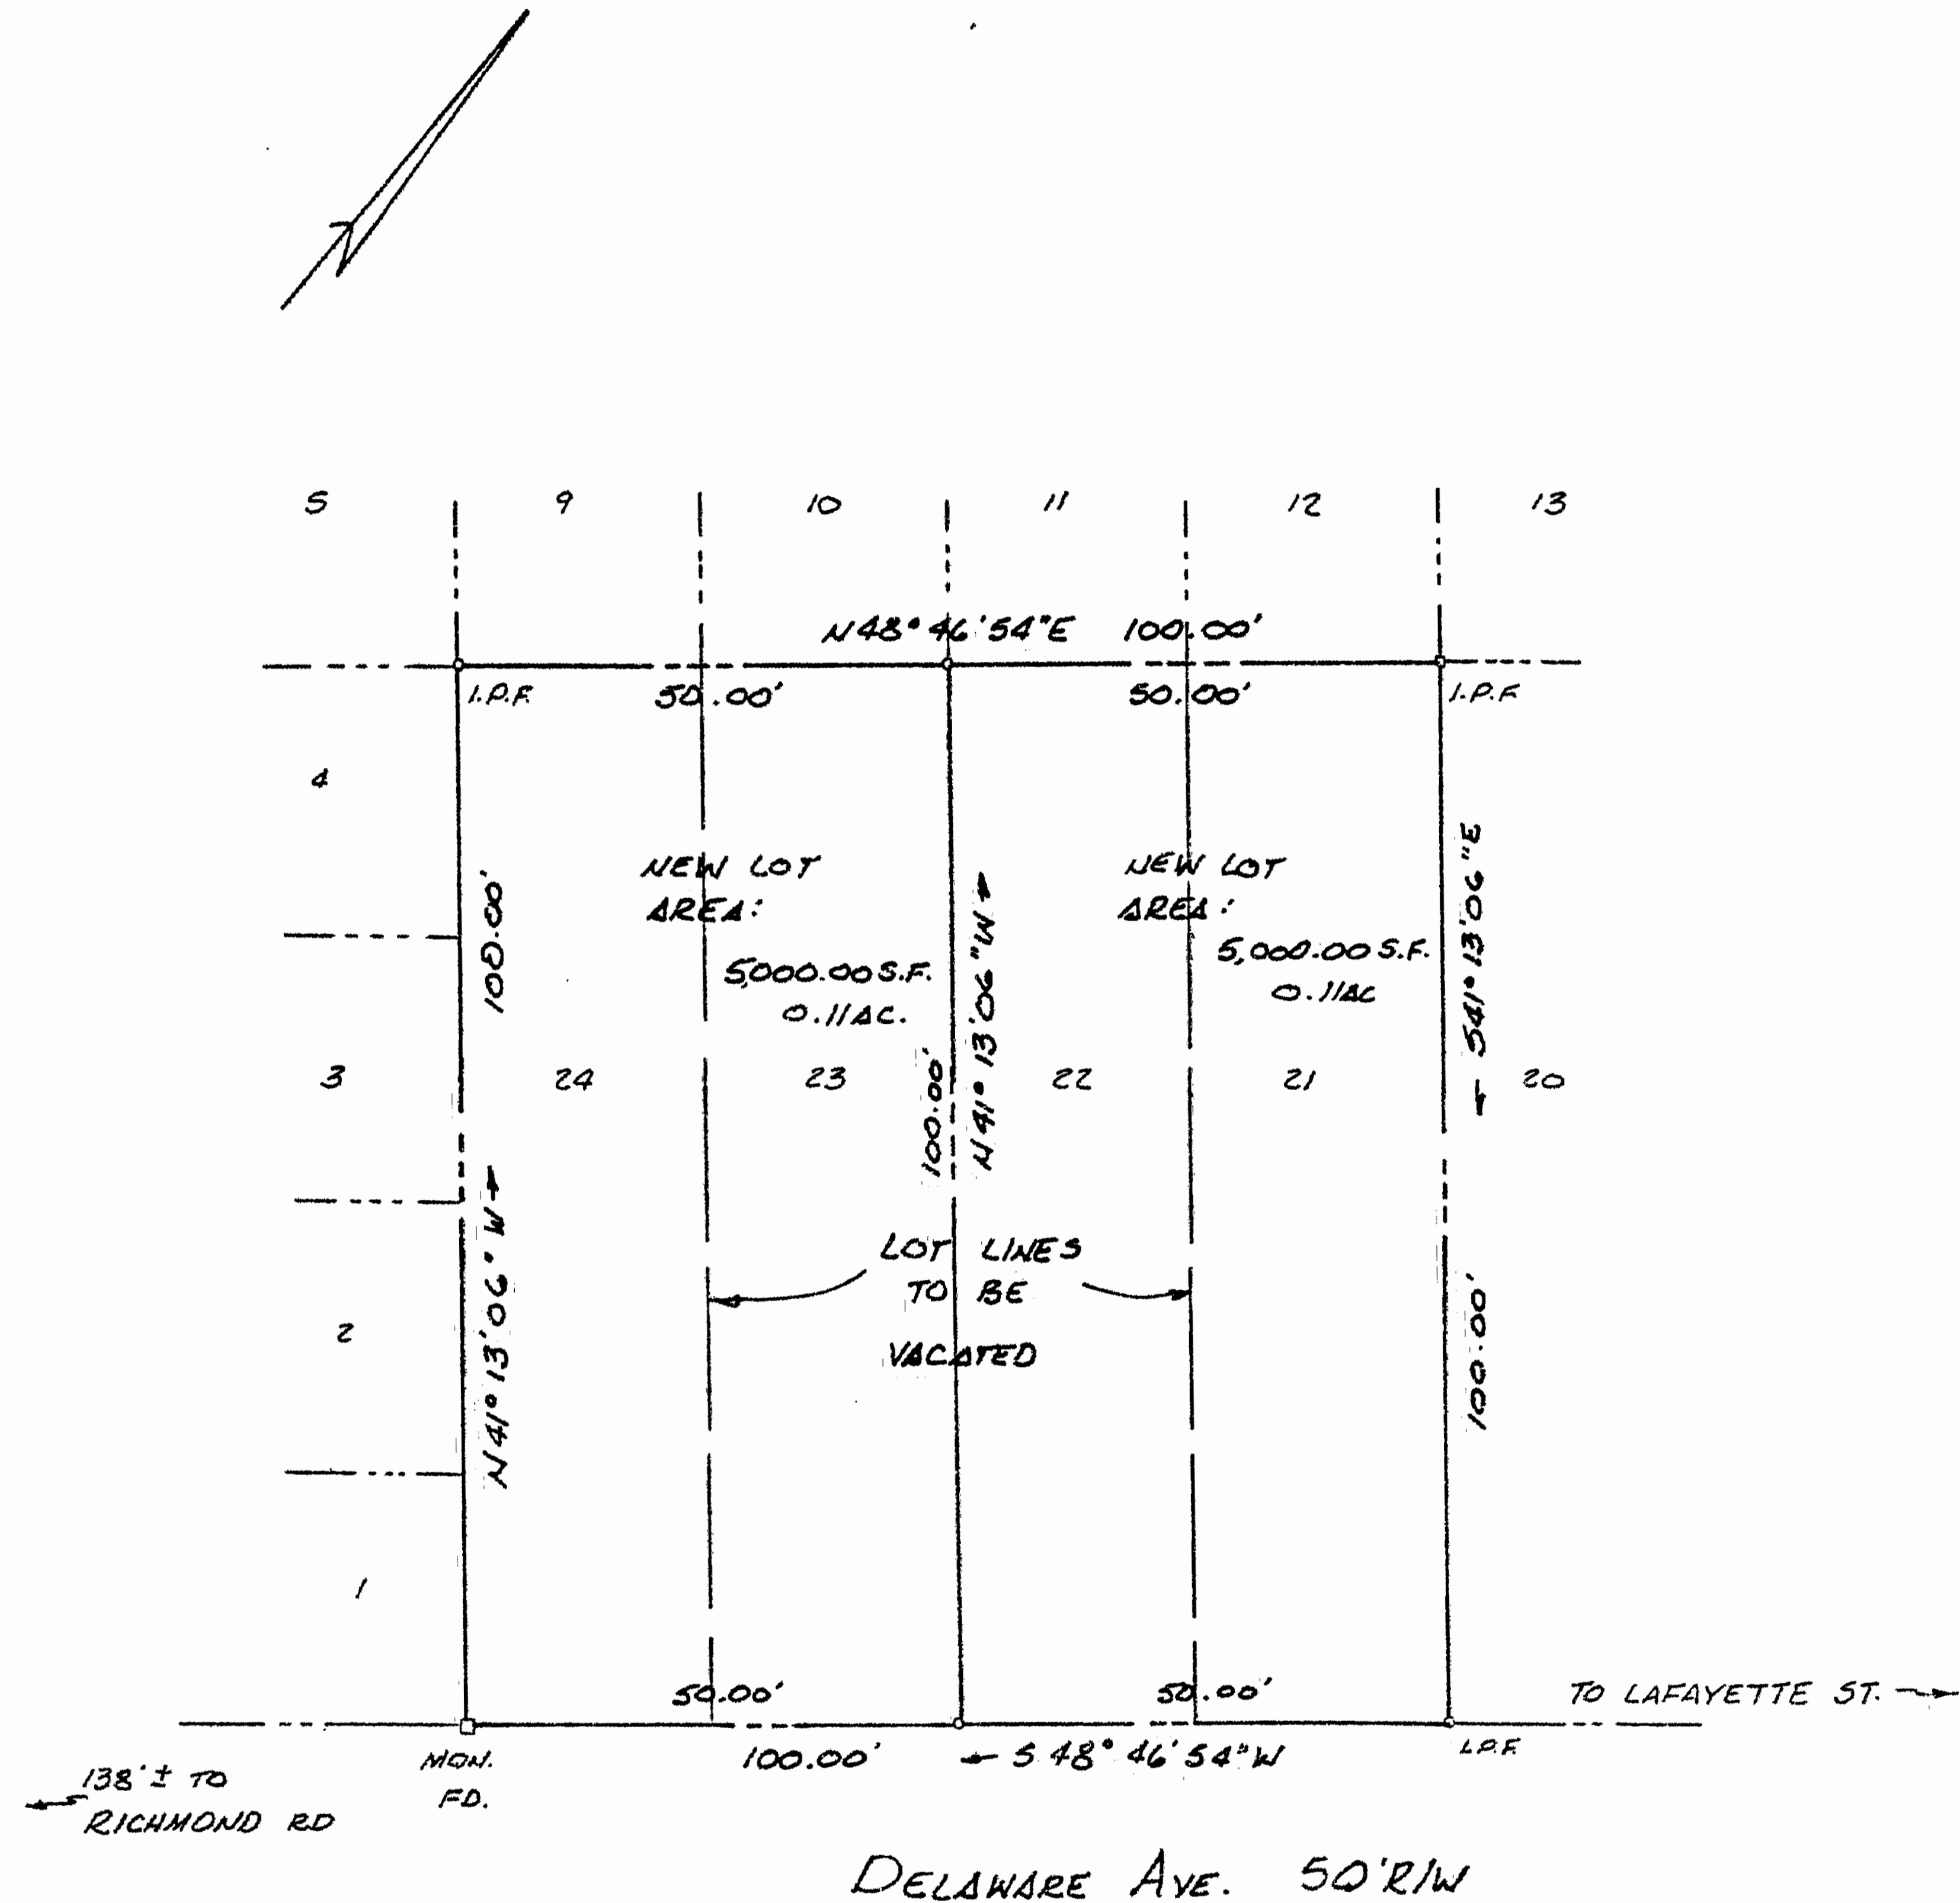 5 9 10 11 12 13
N48°46'54"E 100.00'
I.P.F. 50.00' 50.00' I.P.F
4
NEW LOT
AREA:
5,000.00 S.F.
0.11 AC.
NEW LOT
AREA:
5,000.00 S.F.
0.11 AC
100.00'
N41°13'06"W
100.00'
N41°13'06"W
S41°13'06"E
100.00'
3 24 23 22 21 20
LOT LINES
TO BE
VACATED
2
1
50.00' 50.00'
TO LAFAYETTE ST.
MON.
FD.
100.00' S 48°46'54"W
I.P.F.
138'± TO
RICHMOND RD
DELAWARE AVE. 50'R/W